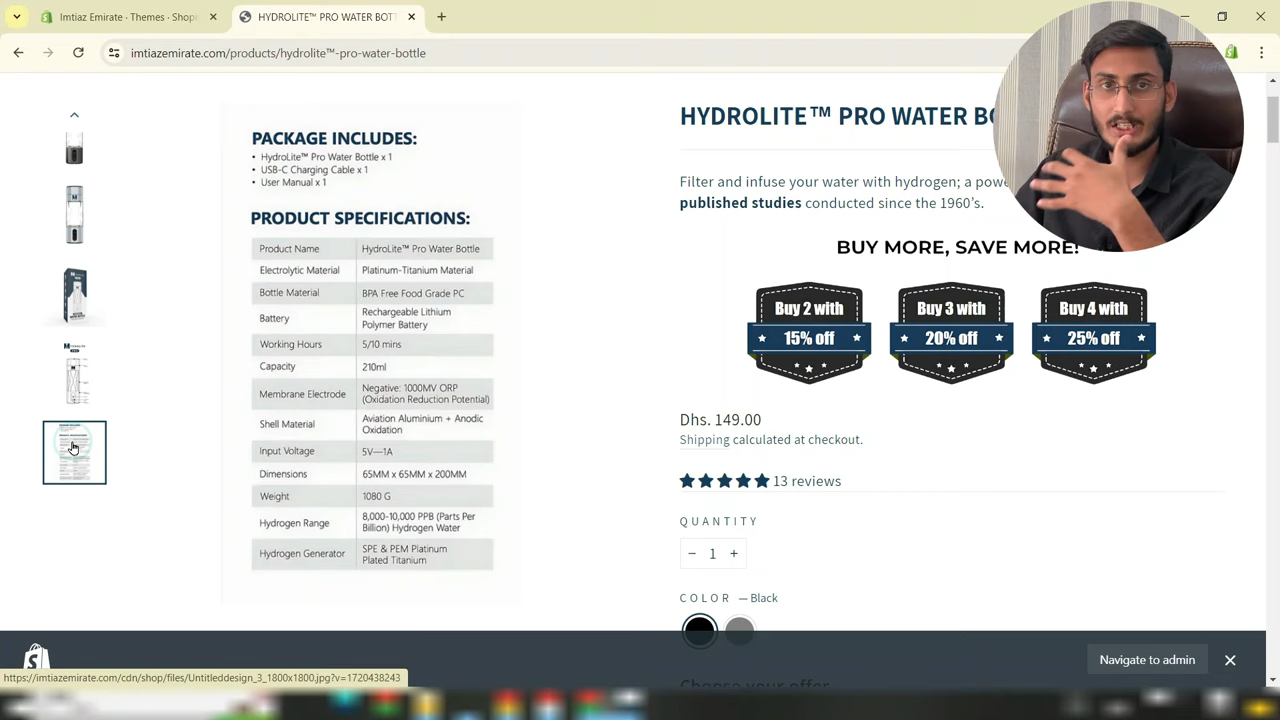 Imtiaz Emirate · Themes · Shop
HYDROLITE™ PRO WATER BOT
imtiazemirate.com/products/hydrolite™-pro-water-bottle
PACKAGE INCLUDES:
• HydroLite™ Pro Water Bottle x 1
• USB-C Charging Cable x 1
• User Manual x 1
PRODUCT SPECIFICATIONS:
Product Name HydroLite™ Pro Water Bottle
Electrolytic Material Platinum-Titanium Material
Bottle Material BPA Free Food Grade PC
Battery Rechargeable Lithium
Polymer Battery
Working Hours 5/10 mins
Capacity 210ml
Membrane Electrode Negative: 1000MV ORP
(Oxidation Reduction Potential)
Shell Material Aviation Aluminium + Anodic
Oxidation
Input Voltage 5V—1A
Dimensions 65MM x 65MM x 200MM
Weight 1080 G
Hydrogen Range 8,000-10,000 PPB (Parts Per
Billion) Hydrogen Water
Hydrogen Generator SPE & PEM Platinum
Plated Titanium
HYDROLITE™ PRO WATER BO
Filter and infuse your water with hydrogen; a pow
published studies conducted since the 1960's.
BUY MORE, SAVE MORE!
Buy 2 with
15% off
Buy 3 with
20% off
Buy 4 with
25% off
Dhs. 149.00
Shipping calculated at checkout.
13 reviews
QUANTITY
− 1 +
COLOR — Black
Choose your offer
Navigate to admin
https://imtiazemirate.com/cdn/shop/files/Untitleddesign_3_1800x1800.jpg?v=1720438243